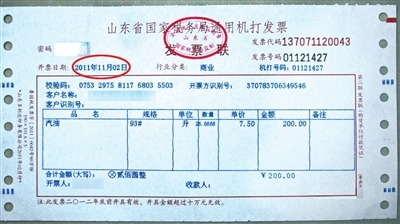 山东省国家税务局通用机打发票
发票联
发票代码 137071120043
发票号码 01121427
密码
开票日期: 2011年11月02日
行业分类: 商业
机打号码: 01121427
校验码: 0753 2975 8117 6803 5503
开票方识别号: 370783706349546
客户名称:
客户识别号:
货物名称 规格 单位 数量 单价 金额 备注
汽油 93# 升 26.6666 7.50 200.00
合计金额(大写): ⊗贰佰圆整 ¥200.00
开票人: 收款人:
此发票二〇一二年底前开具有效,开具金额超过十万元无效。